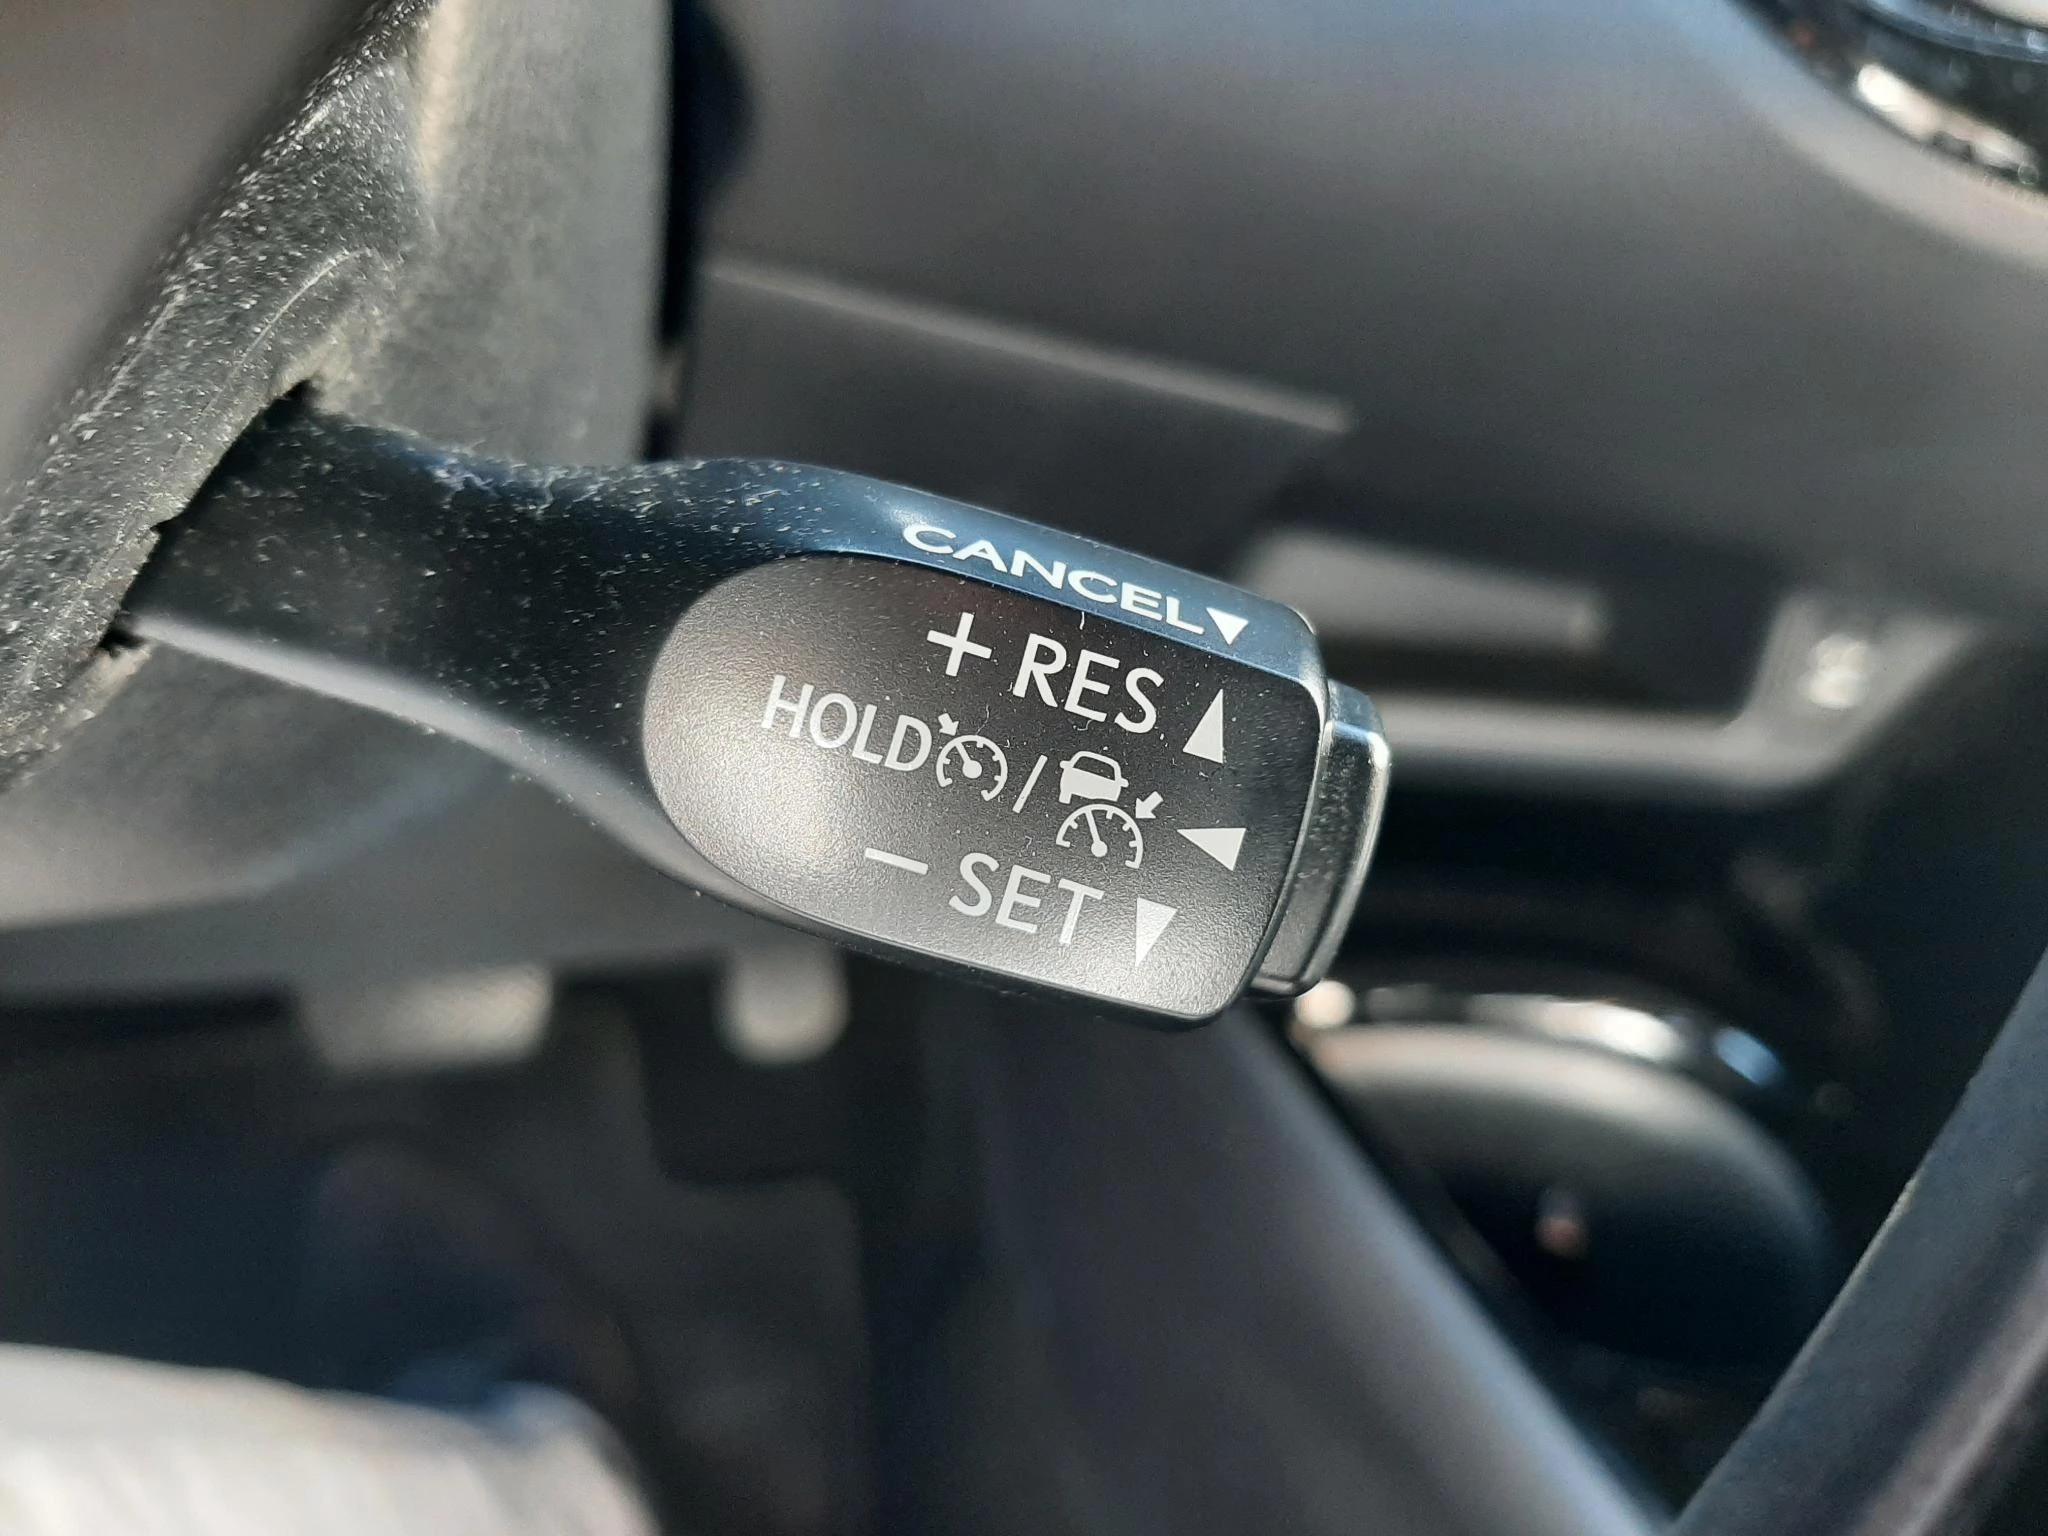 CANCEL
+ RES
HOLD /
- SET